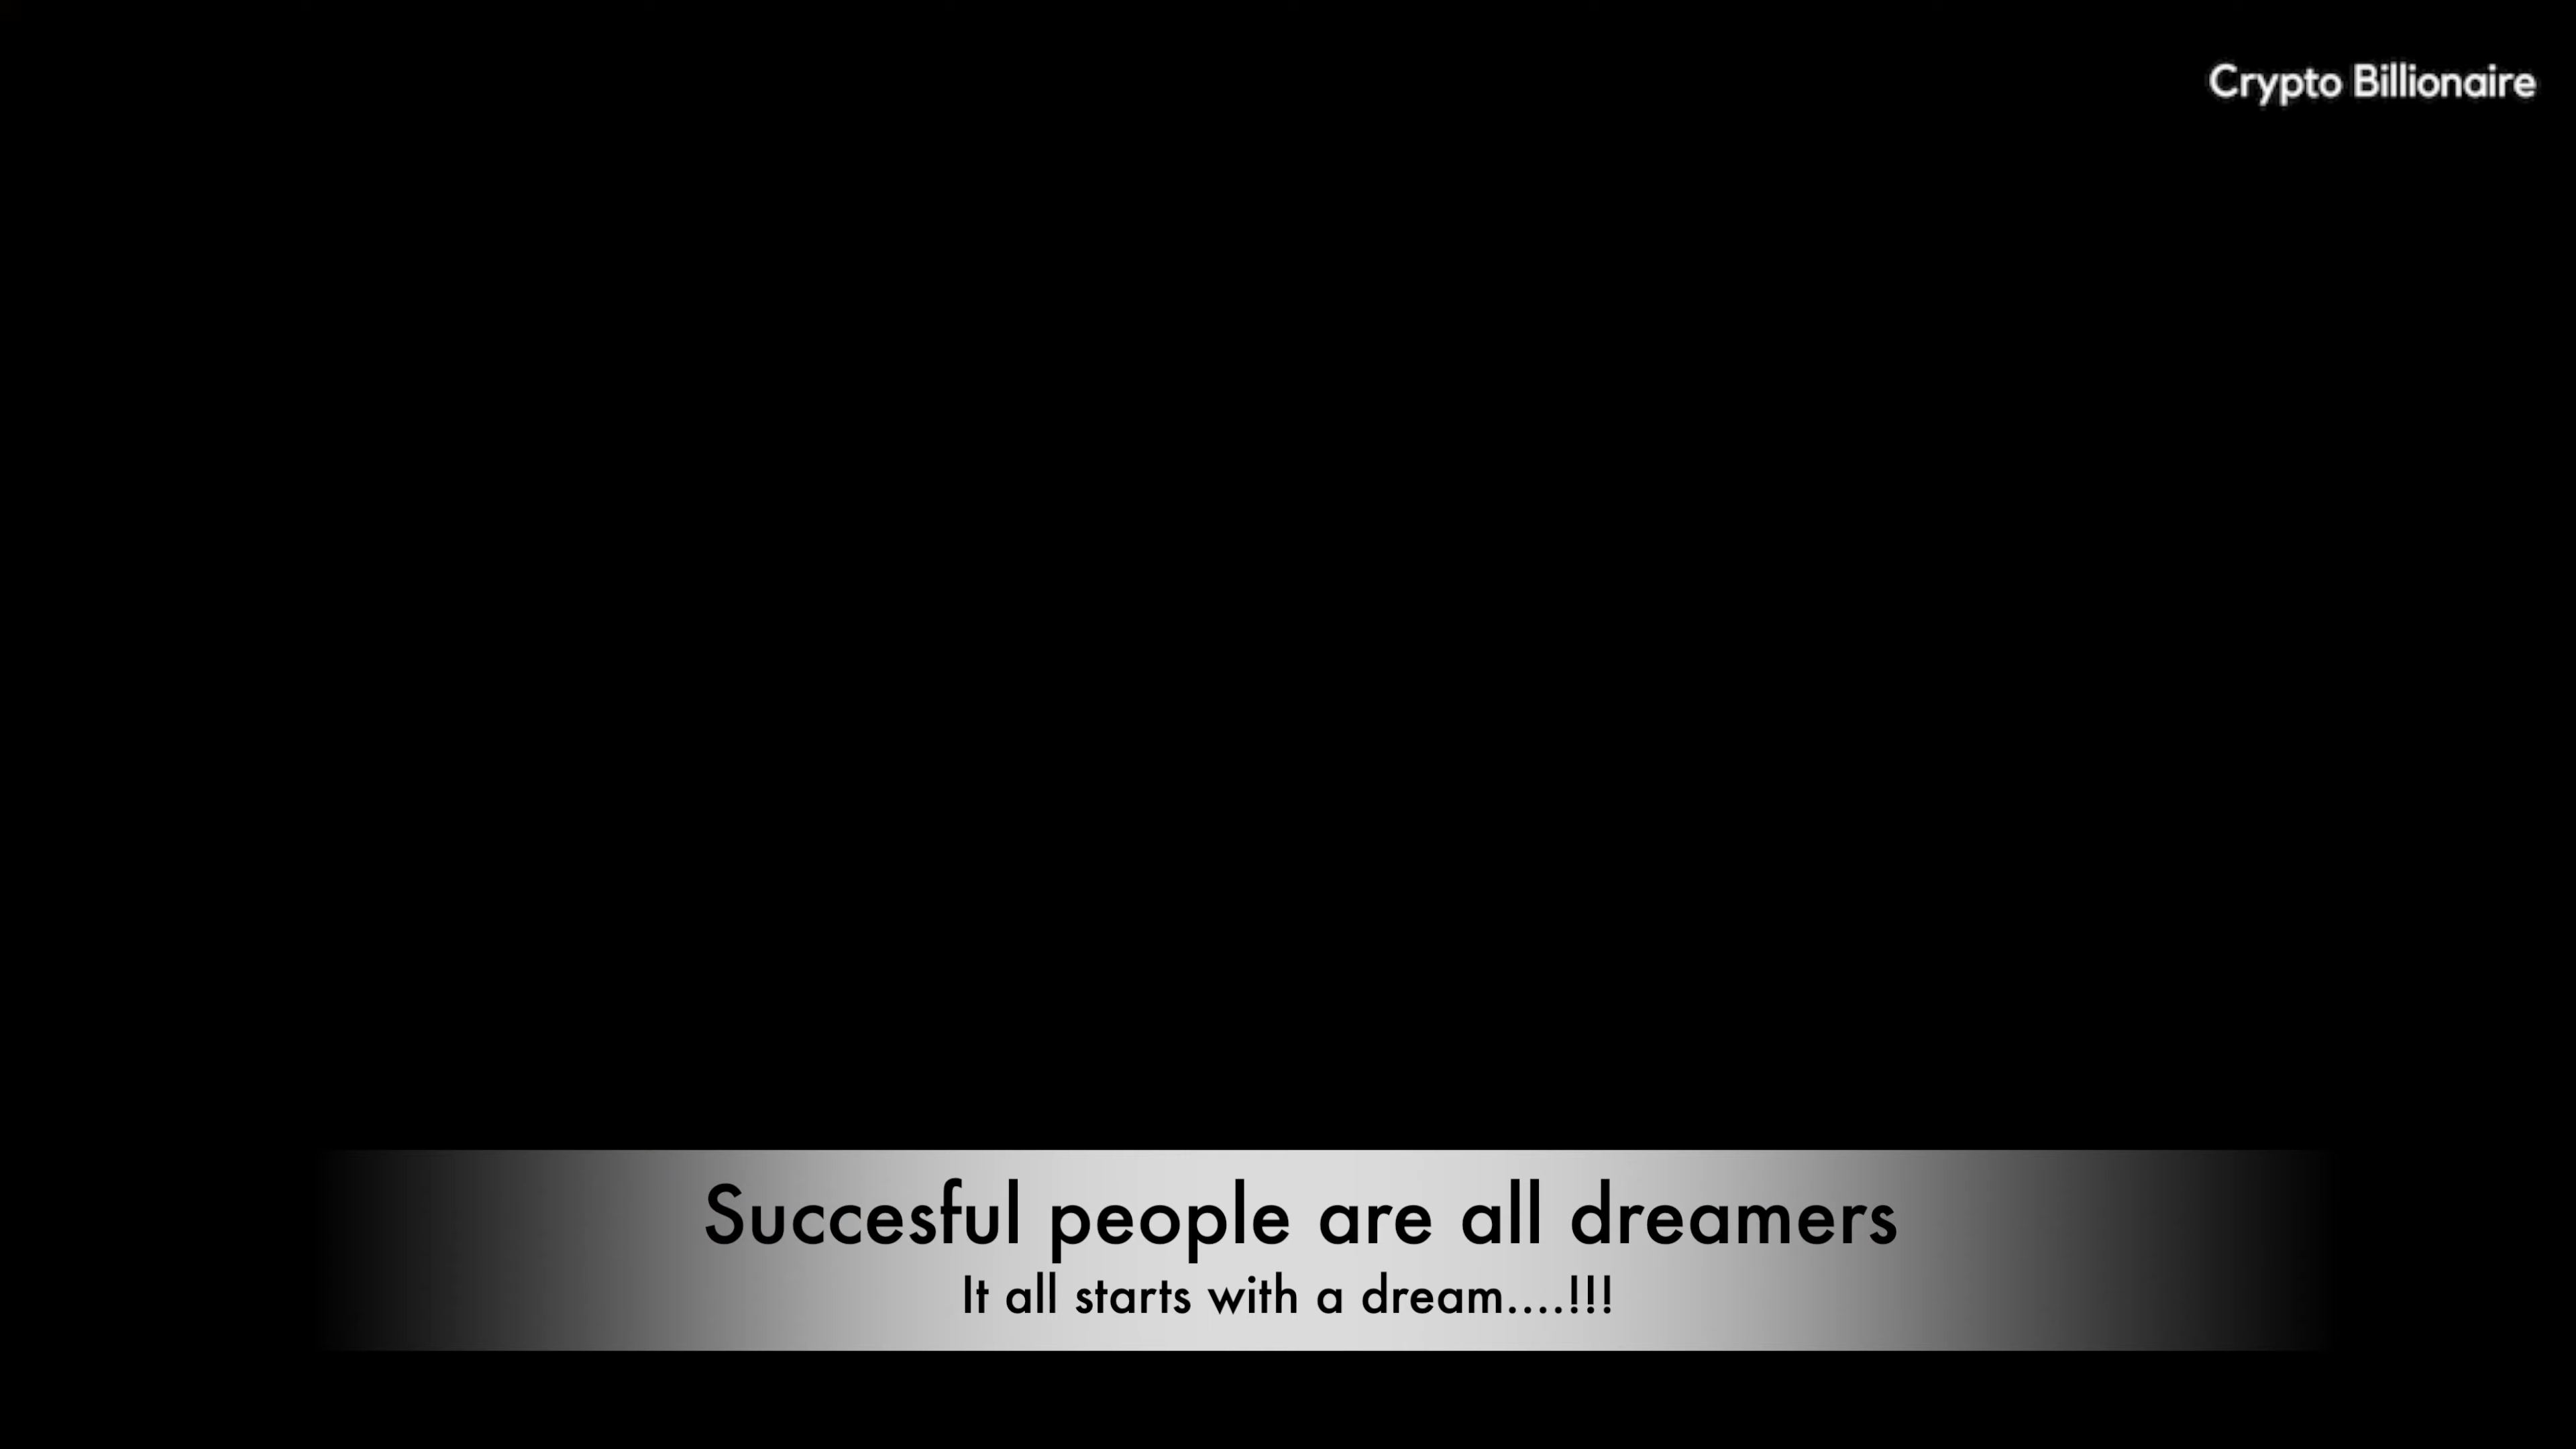 Crypto Billionaire
Succesful people are all dreamers
It all starts with a dream....!!!